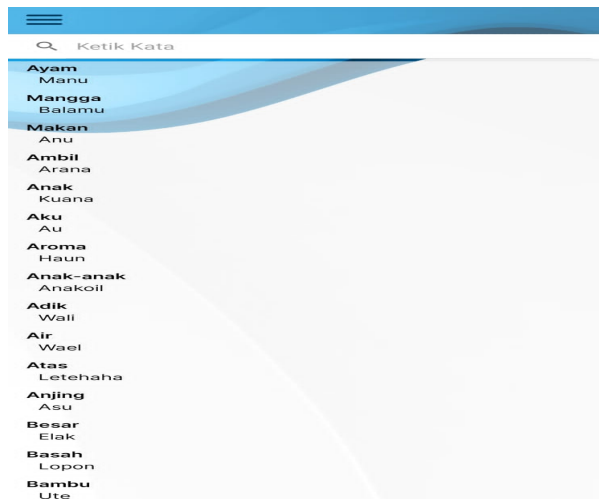 Ketik Kata
Ayam
Manu
Mangga
Balamu
Makan
Anu
Ambil
Arana
Anak
Kuana
Aku
Au
Aroma
Haun
Anak-anak
Anakoil
Adik
Wali
Air
Wael
Atas
Letehaha
Anjing
Asu
Besar
Elak
Basah
Lopon
Bambu
Ute